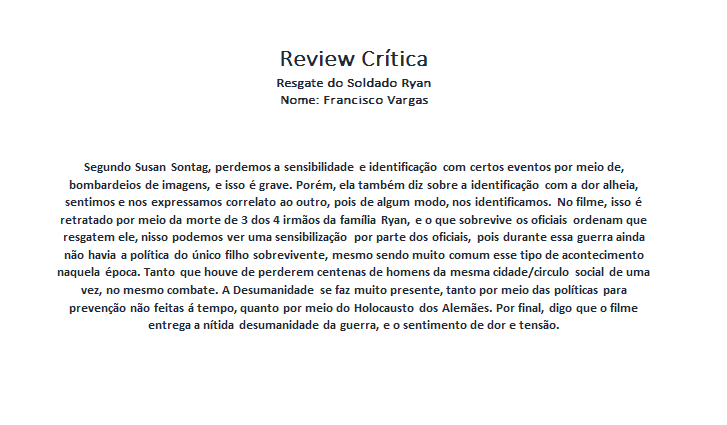 Review Crítica
Resgate do Soldado Ryan
Nome: Francisco Vargas
Segundo Susan Sontag, perdemos a sensibilidade e identificação com certos eventos por meio de,
bombardeios de imagens, e isso é grave. Porém, ela também diz sobre a identificação com a dor alheia,
sentimos e nos expressamos correlato ao outro, pois de algum modo, nos identificamos. No filme, isso é
retratado por meio da morte de 3 dos 4 irmãos da família Ryan, e o que sobrevive os oficiais ordenam que
resgatem ele, nisso podemos ver uma sensibilização por parte dos oficiais, pois durante essa guerra ainda
não havia a política do único filho sobrevivente, mesmo sendo muito comum esse tipo de acontecimento
naquela época. Tanto que houve de perderem centenas de homens da mesma cidade/circulo social de uma
vez, no mesmo combate. A Desumanidade se faz muito presente, tanto por meio das políticas para
prevenção não feitas á tempo, quanto por meio do Holocausto dos Alemães. Por final, digo que o filme
entrega a nítida desumanidade da guerra, e o sentimento de dor e tensão.